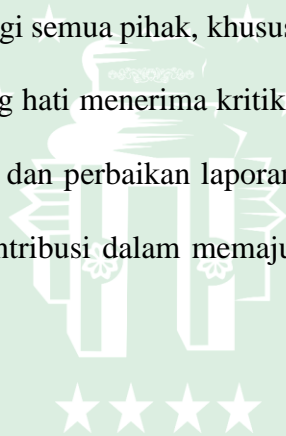 gi semua pihak, khusus
g hati menerima kritik
dan perbaikan laporan
ntribusi dalam memaju